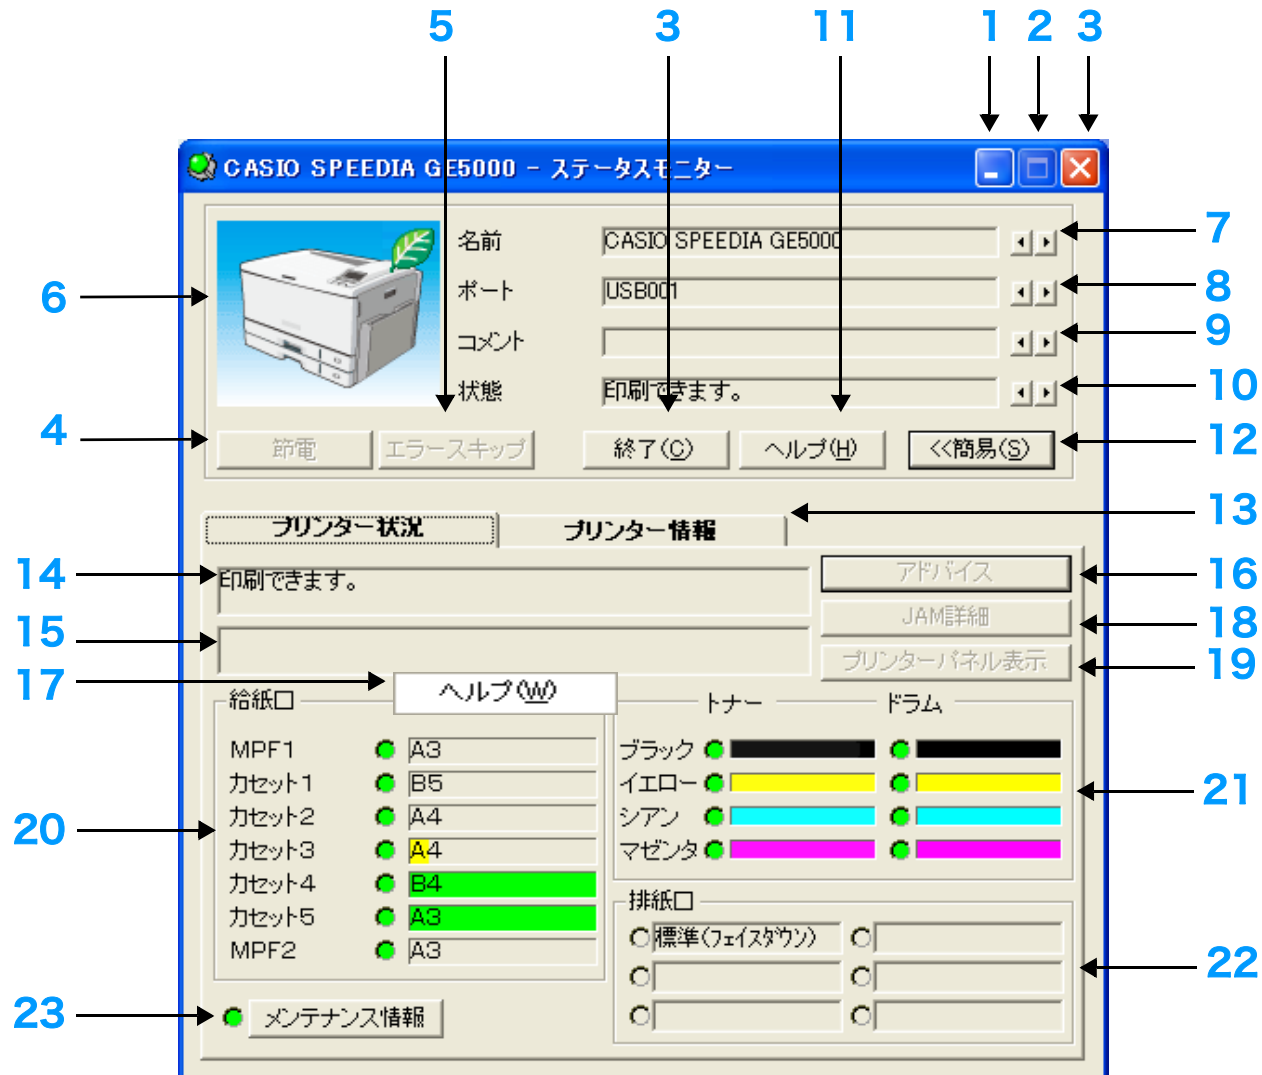 5 3 11 1 2 3
CASIO SPEEDIA GE5000 - ステータスモニター
名前 CASIO SPEEDIA GE5000 7
6 ポート USB001 8
コメント 9
状態 印刷できます。 10
4 節電 エラースキップ 終了(C) ヘルプ(H) <<簡易(S) 12
プリンター状況 プリンター情報 13
14 印刷できます。 アドバイス 16
15 JAM詳細 18
プリンターパネル表示 19
17 ヘルプ(W)
給紙口 トナー ドラム
MPF1 A3 ブラック
カセット1 B5 イエロー 21
カセット2 A4 シアン
20 カセット3 A4 マゼンタ
カセット4 B4
カセット5 A3 排紙口
MPF2 A3 標準(フェイスダウン)
22
23 メンテナンス情報